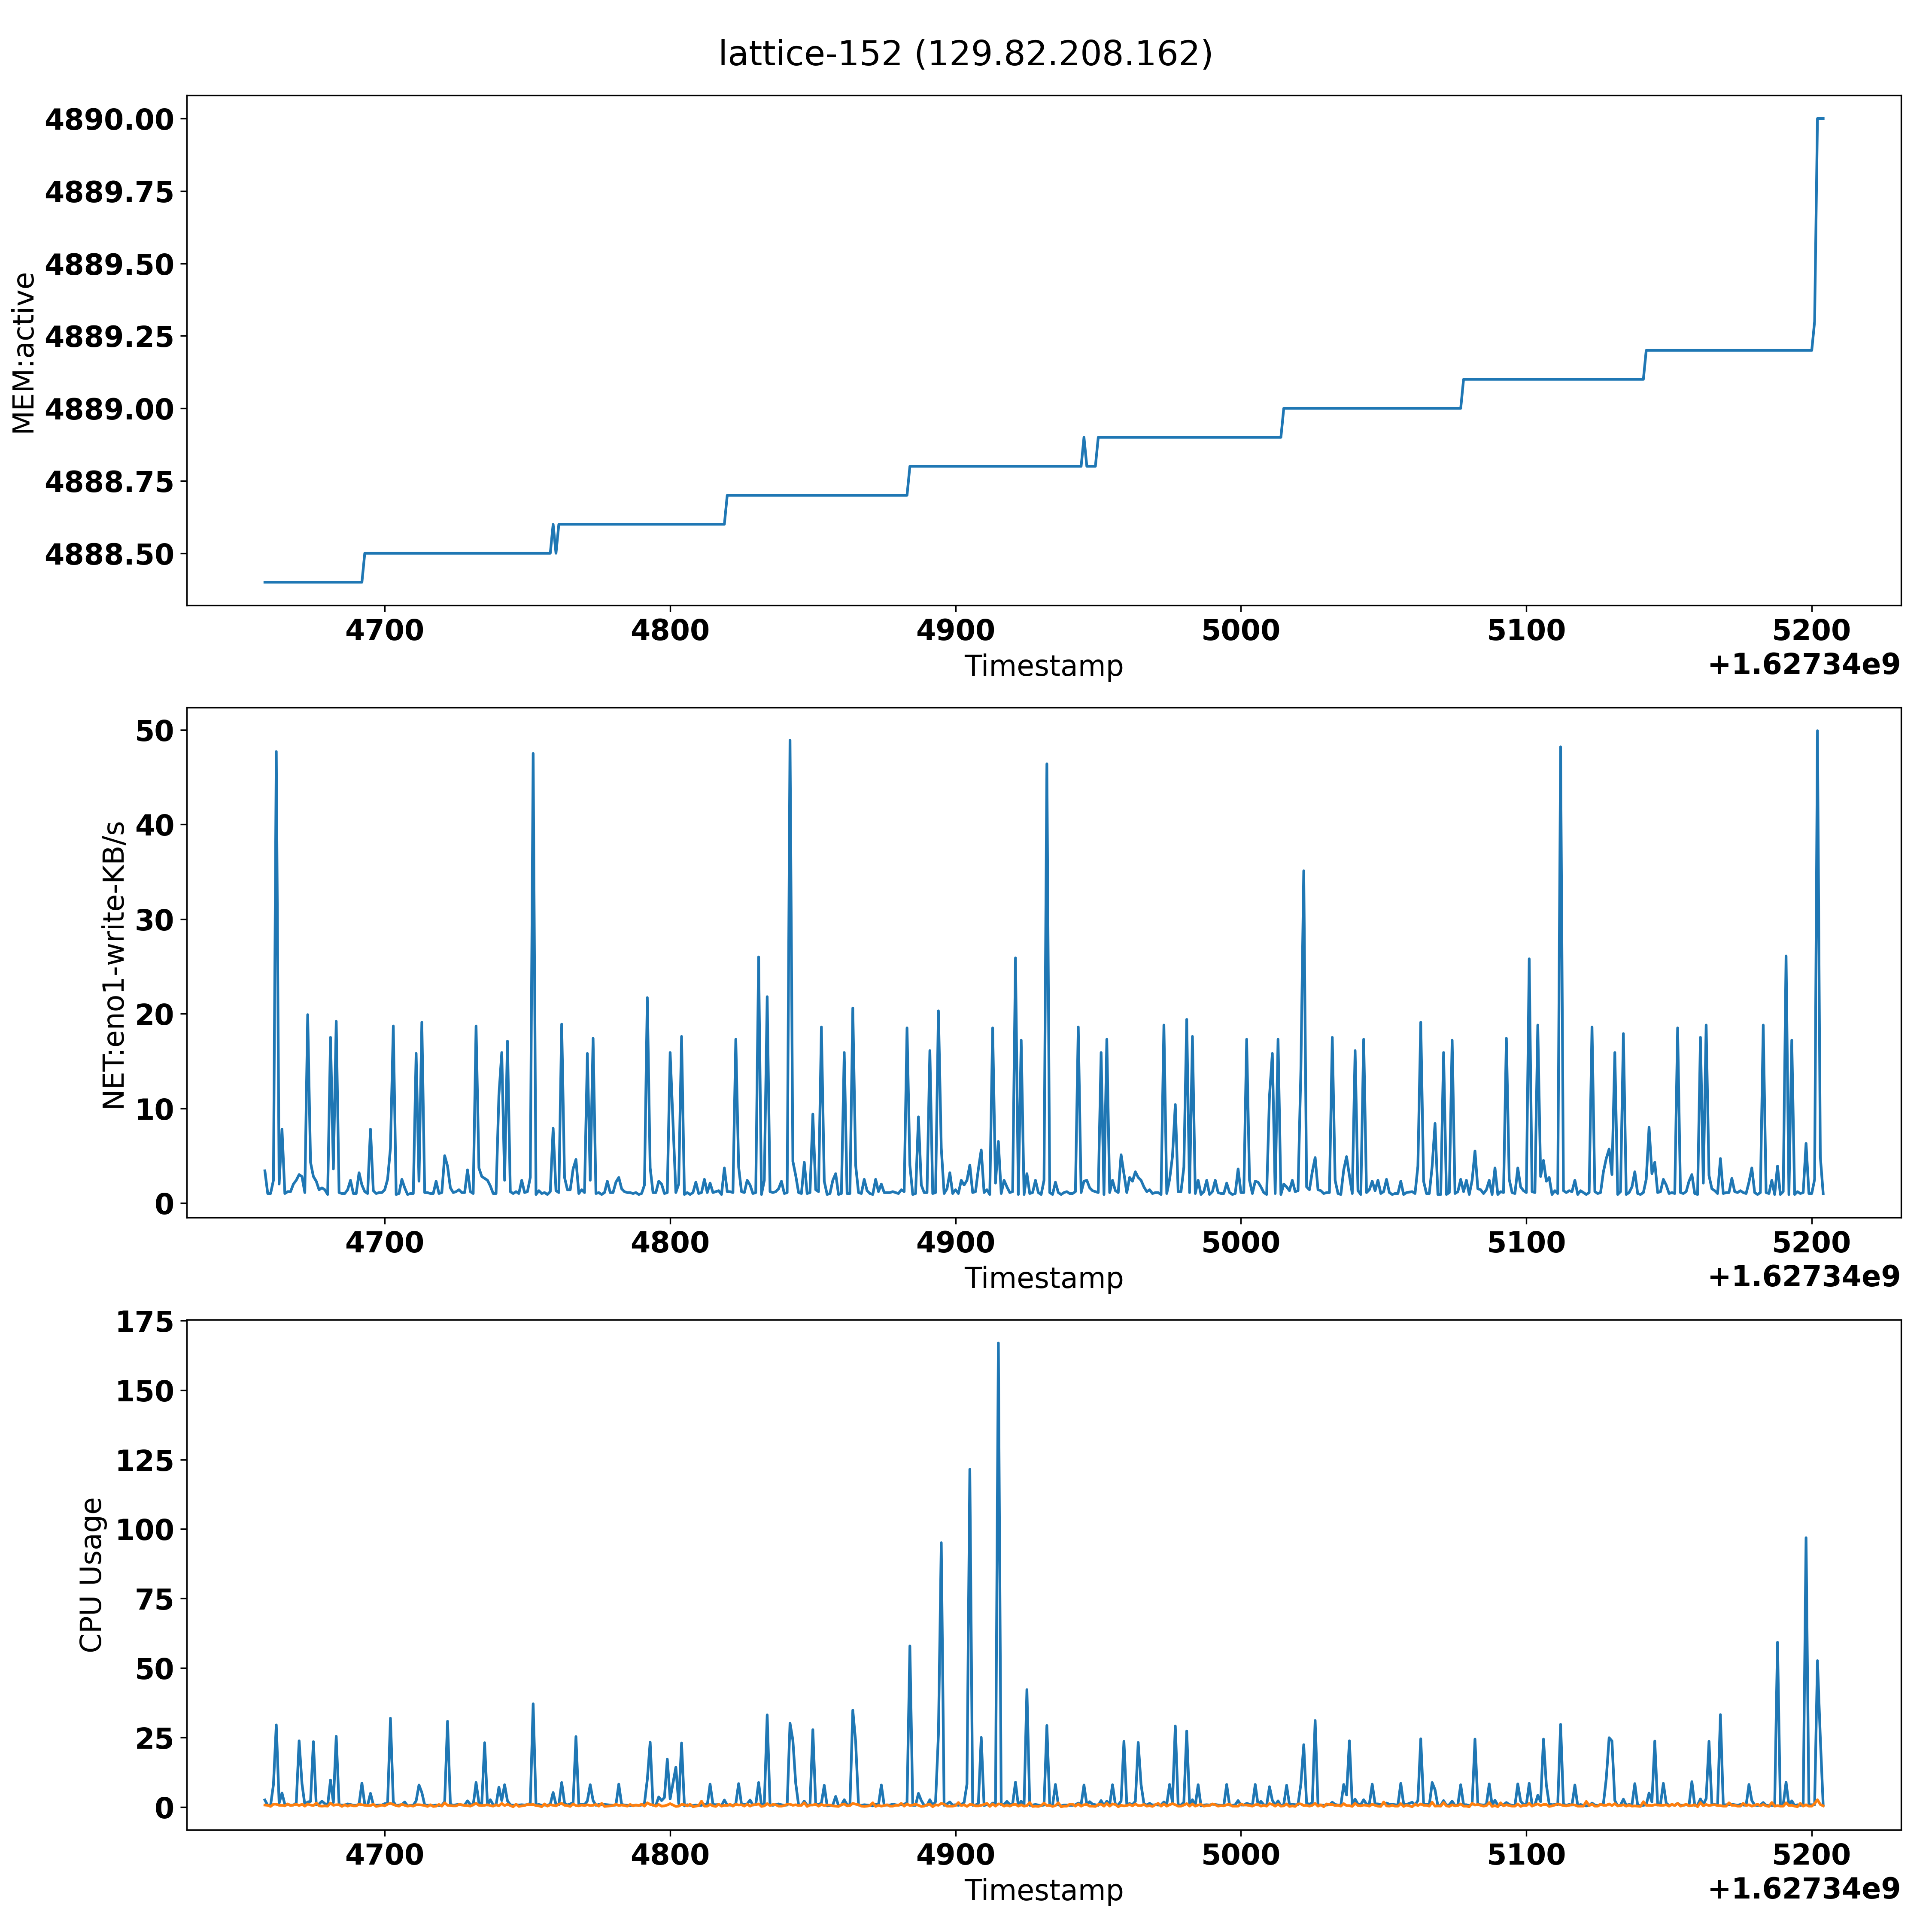 lattice-152 (129.82.208.162)
4890.00
4889.75
4889.50
4889.25
4889.00
4888.75
4888.50
MEM:active
4700 4800 4900 5000 5100 5200
Timestamp
+1.62734e9
50
40
30
20
10
0
NET:eno1-write-KB/s
4700 4800 4900 5000 5100 5200
Timestamp
+1.62734e9
175
150
125
100
75
50
25
0
CPU Usage
4700 4800 4900 5000 5100 5200
Timestamp
+1.62734e9